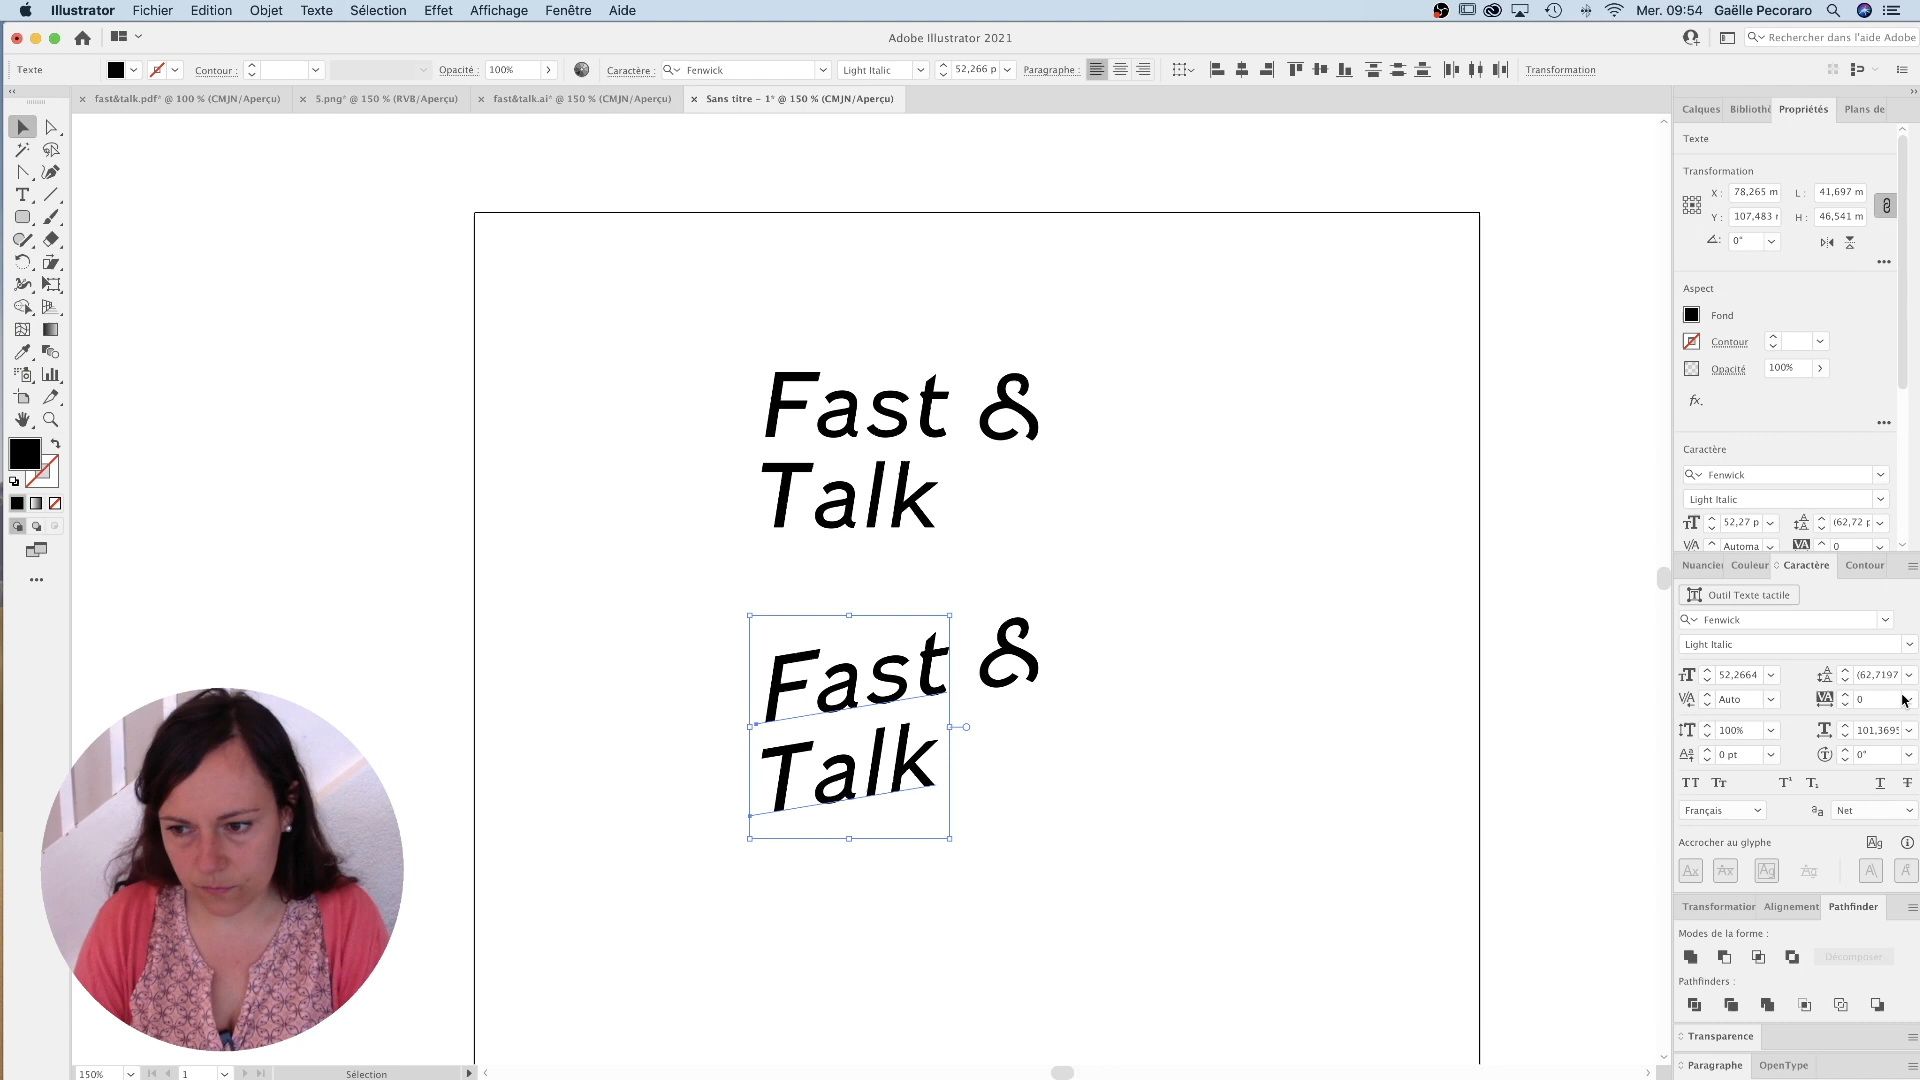 Illustrator Fichier Edition Objet Texte Sélection Effet Affichage Fenêtre Aide Mer. 09:54 Gaëlle Pecoraro
Adobe Illustrator 2021 Rechercher dans l'aide Adobe
Texte Contour : Opacité : 100% Caractère : Fenwick Light Italic 52,266 p Paragraphe : Transformation
fast&talk.pdf* @ 100 % (CMJN/Aperçu) 5.png* @ 150 % (RVB/Aperçu) fast&talk.ai* @ 150 % (CMJN/Aperçu) Sans titre - 1* @ 150 % (CMJN/Aperçu)
Calques Biblioth Propriétés Plans de
Texte
Transformation
X : 78,265 m L : 41,697 m
Y : 107,483 H : 46,541 m
0°
Aspect
Fond
Contour
Opacité 100%
fx.
Caractère
Fenwick
Light Italic
52,27 p (62,72 p
Automa 0
Nuancier Couleur Caractère Contour
Outil Texte tactile
Fenwick
Light Italic
52,2664 (62,7197
Auto 0
100% 101,3695
0 pt 0°
Français Net
Accrocher au glyphe
Transformation Alignement Pathfinder
Modes de la forme :
Décomposer
Pathfinders :
Transparence
Paragraphe OpenType
Fast &
Talk
Fast &
Talk
150% 1 Sélection